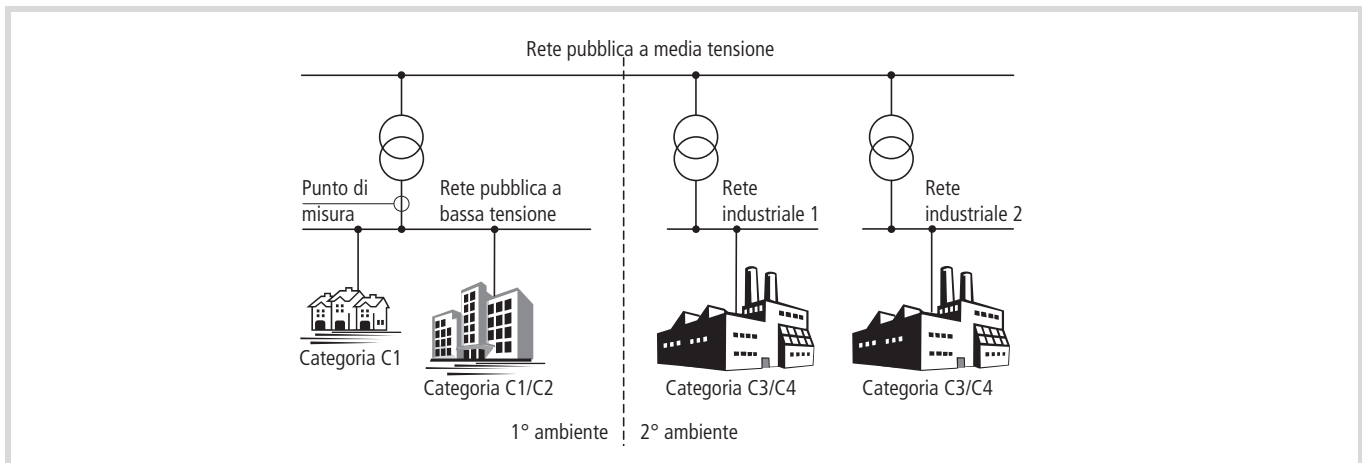 Rete pubblica a media tensione
Punto di
misura
Rete pubblica a
bassa tensione
Rete
industriale 1
Rete
industriale 2
Categoria C1
Categoria C1/C2
Categoria C3/C4
Categoria C3/C4
1° ambiente
2° ambiente